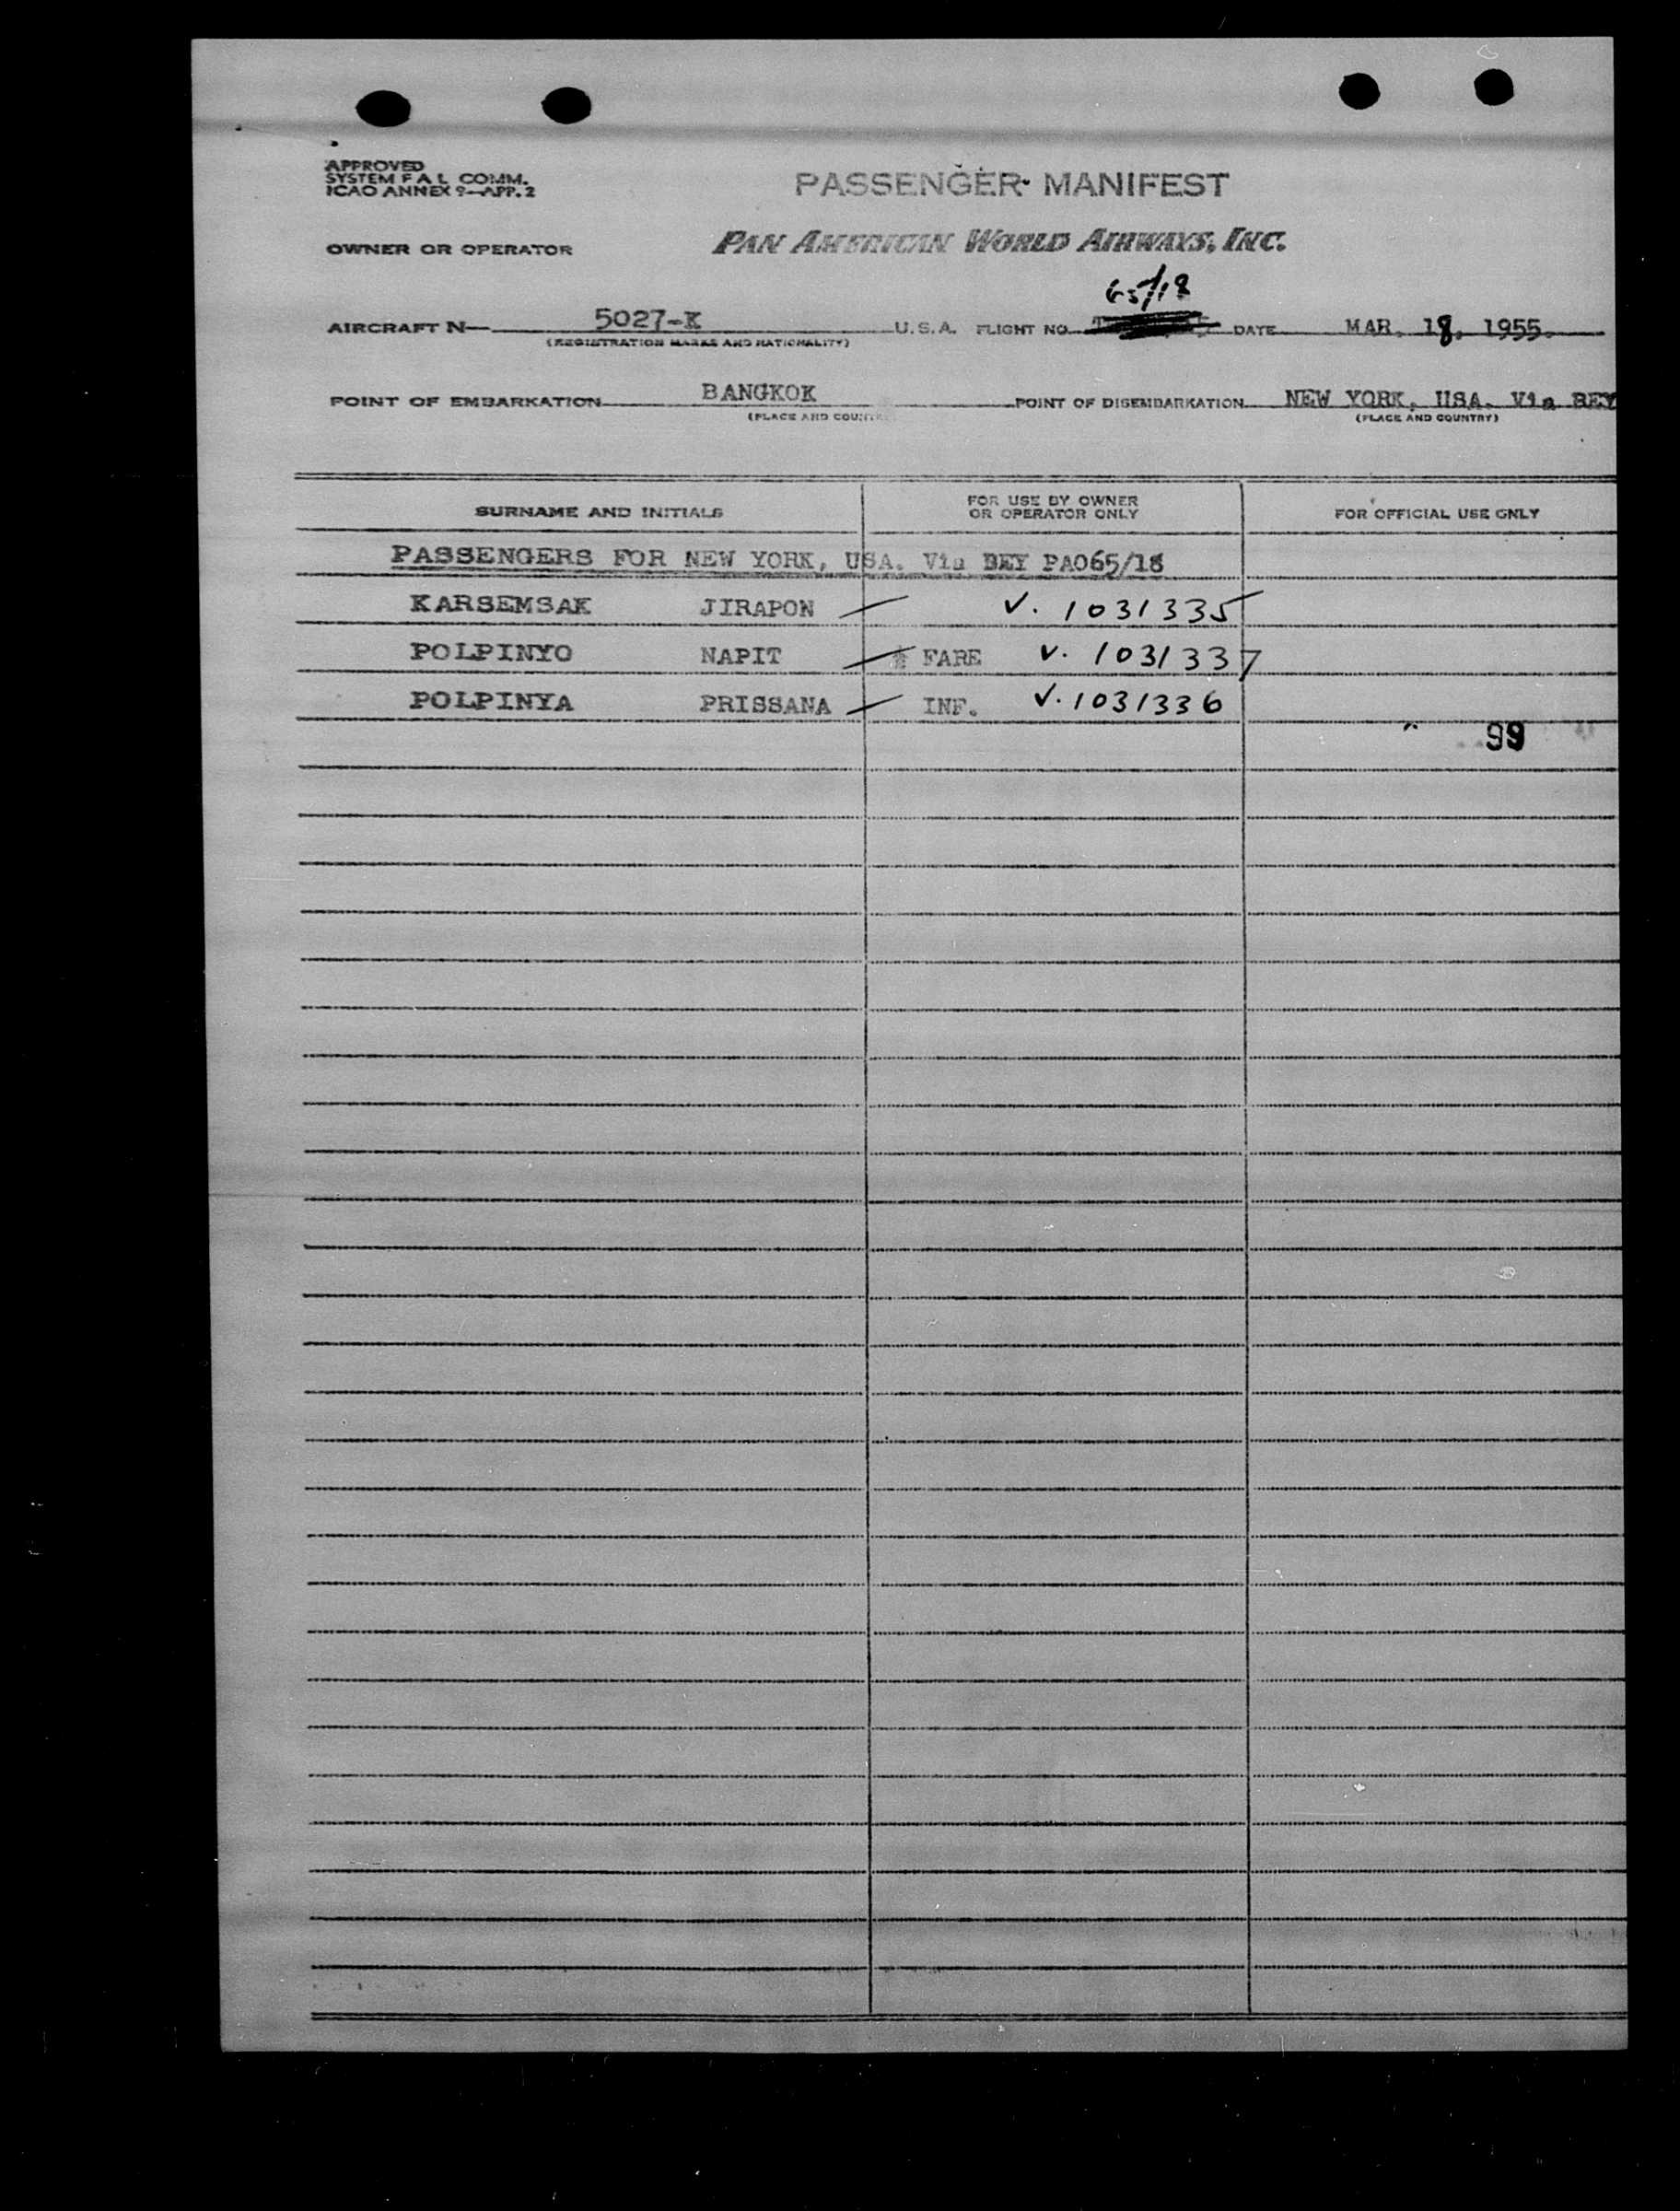 APPROVED
SYSTEM F A L COMM.
ICAO ANNEX 9—APP. 2
PASSENGER MANIFEST
OWNER OR OPERATOR PAN AMERICAN WORLD AIRWAYS, INC.
65/18
AIRCRAFT N— 5027-K U.S.A. FLIGHT NO. DATE MAR. 18, 1955.
(REGISTRATION MARKS AND NATIONALITY)
POINT OF EMBARKATION BANGKOK POINT OF DISEMBARKATION NEW YORK, USA. Via BEY
(PLACE AND COUNTRY) (PLACE AND COUNTRY)
SURNAME AND INITIALS FOR USE BY OWNER OR OPERATOR ONLY FOR OFFICIAL USE ONLY
PASSENGERS FOR NEW YORK, USA. Via BEY PA065/18
KARSEMSAK JIRAPON V. 1031335
POLPINYO NAPIT FARE V. 1031337
POLPINYA PRISSANA INF. V. 1031336
99